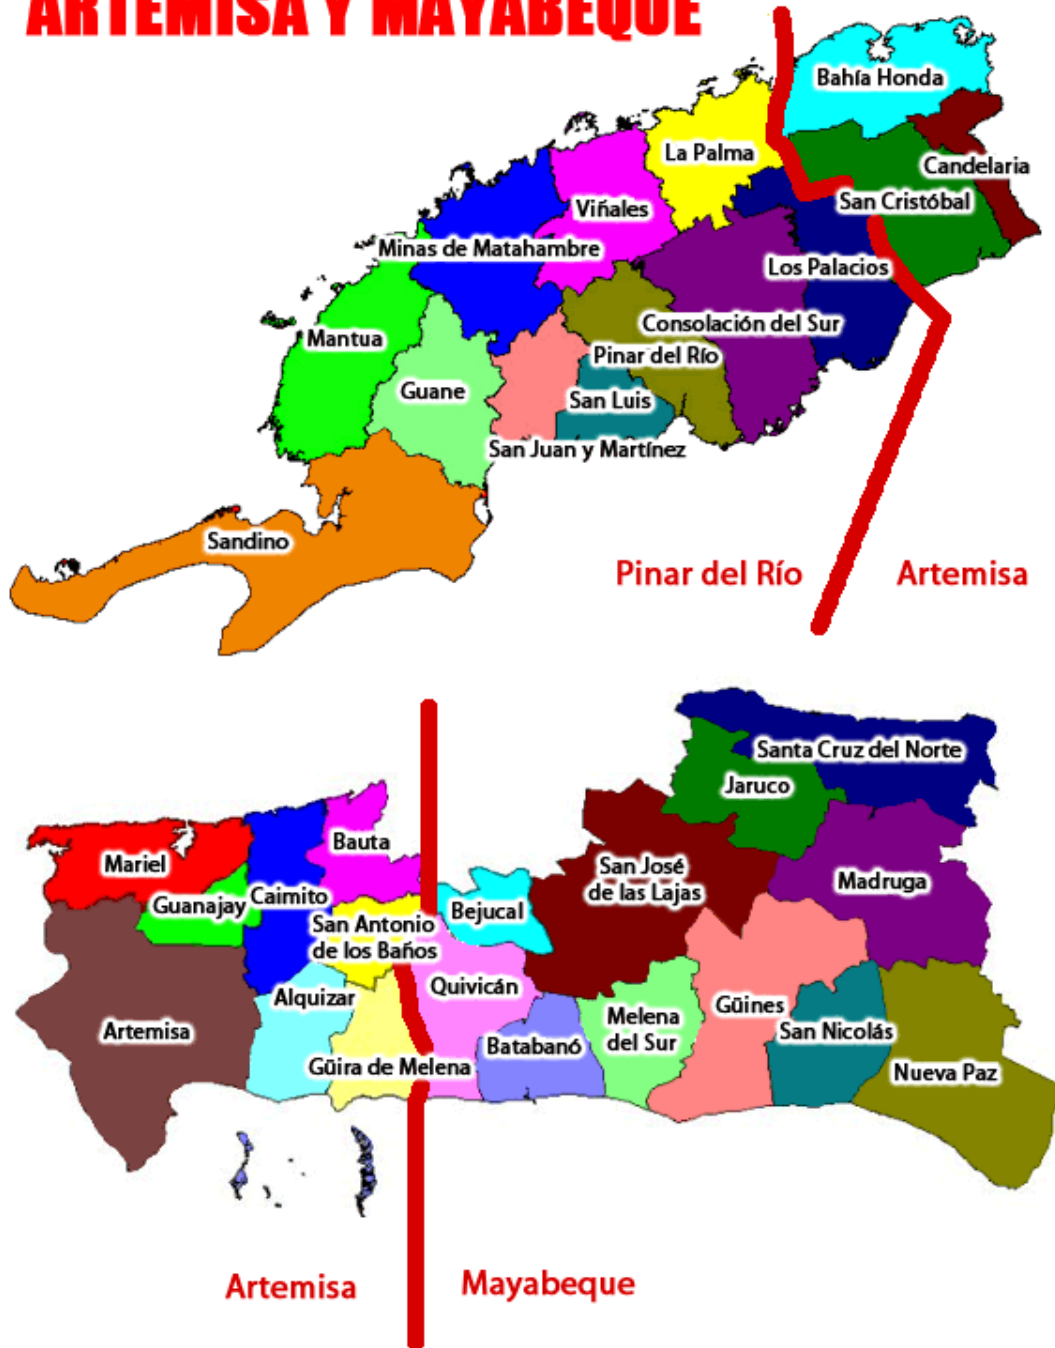 ARTEMISA Y MAYABEQUE
Bahía Honda
La Palma
Candelaria
San Cristóbal
Viñales
Minas de Matahambre
Los Palacios
Consolación del Sur
Mantua
Pinar del Río
Guane
San Luis
San Juan y Martínez
Sandino
Pinar del Río
Artemisa
Santa Cruz del Norte
Jaruco
Bauta
Mariel
San José
de las Lajas
Madruga
Guanajay
Caimito
Bejucal
San Antonio
de los Baños
Quivicán
Alquizar
Artemisa
Güines
Melena
del Sur
San Nicolás
Batabanó
Güira de Melena
Nueva Paz
Artemisa
Mayabeque